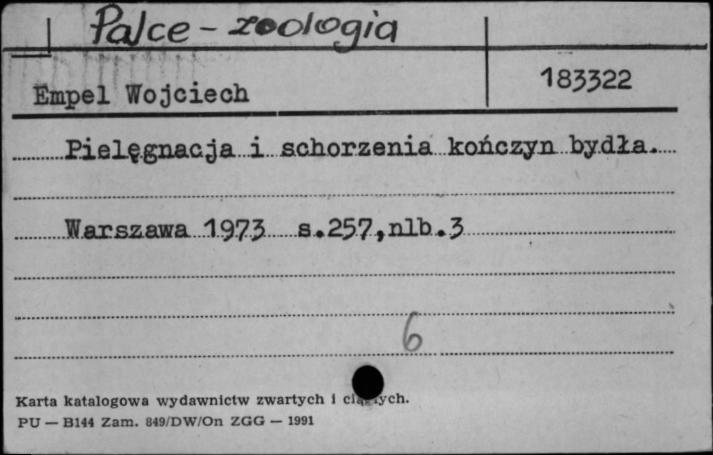 Palce - zoologia
183322
Empel Wojciech
Pielęgnacja i schorzenia kończyn bydła.
Warszawa 1973 s.257,nlb.3
6
Karta katalogowa wydawnictw zwartych i
PU — B144 Zam. 849/DW/On ZGG — 1991